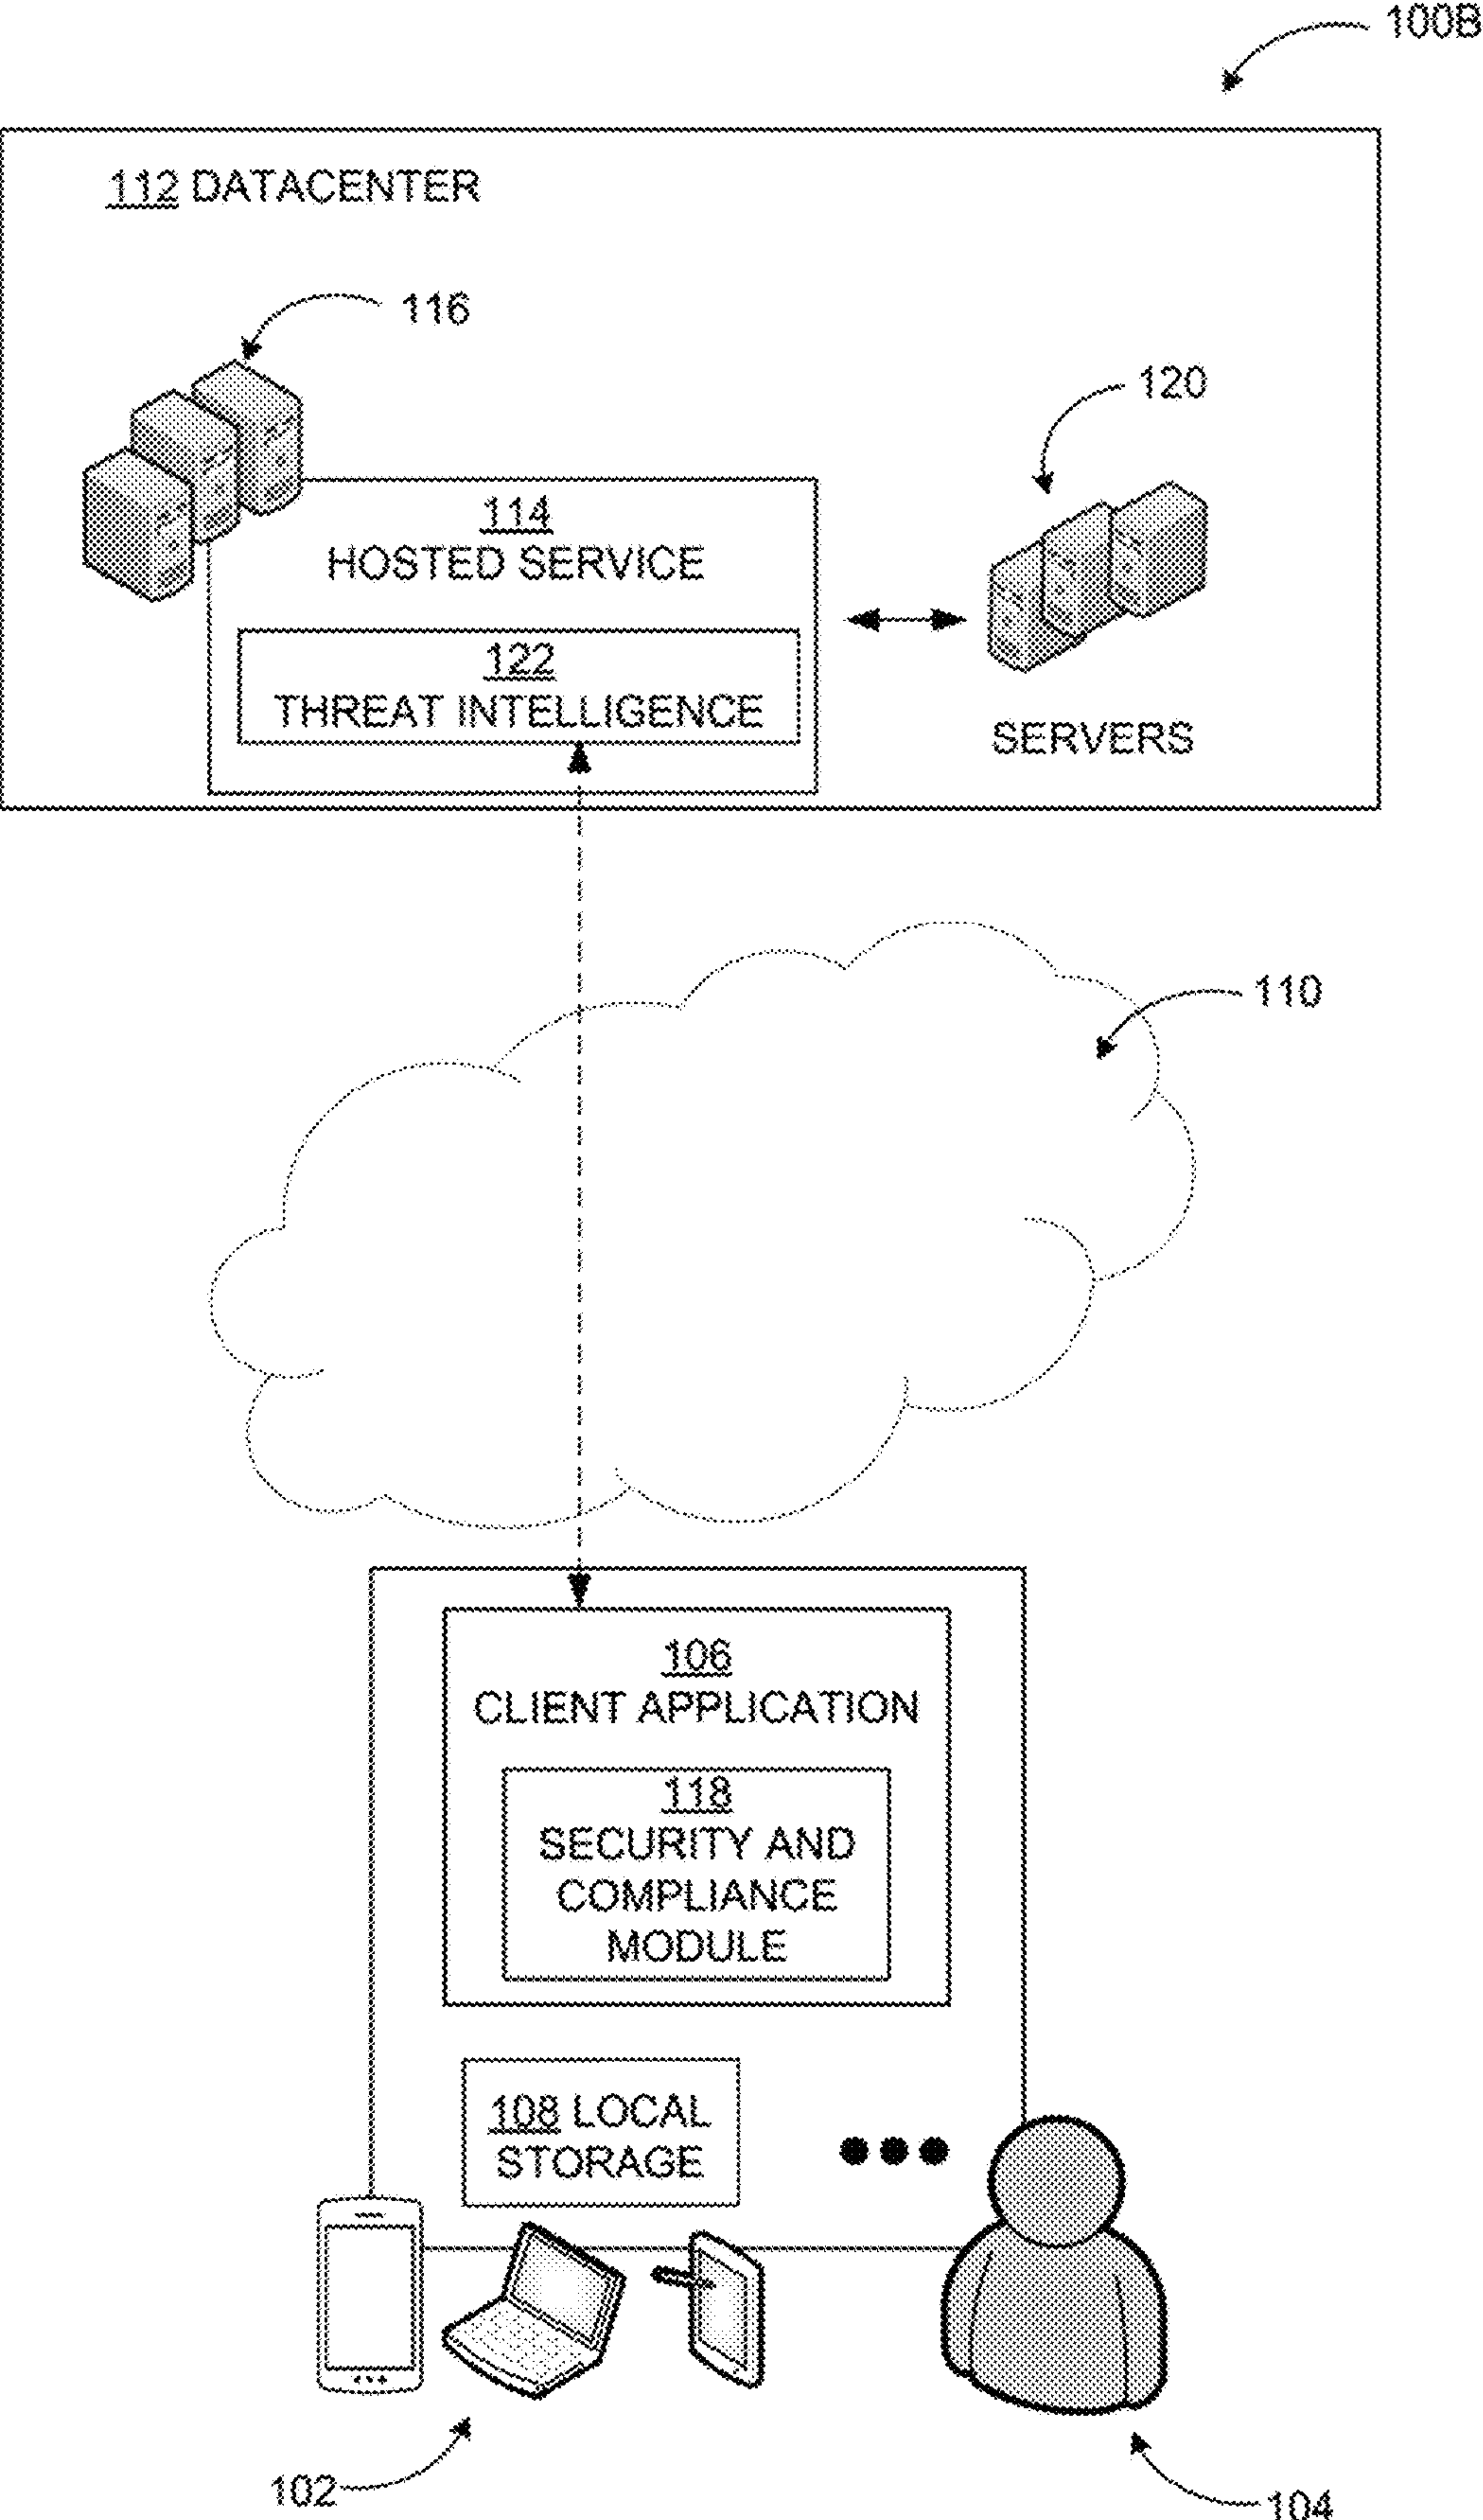 100B
112 DATACENTER
116
120
114
HOSTED SERVICE
122
THREAT INTELLIGENCE
SERVERS
110
106
CLIENT APPLICATION
118
SECURITY AND
COMPLIANCE
MODULE
108 LOCAL
STORAGE
102
104